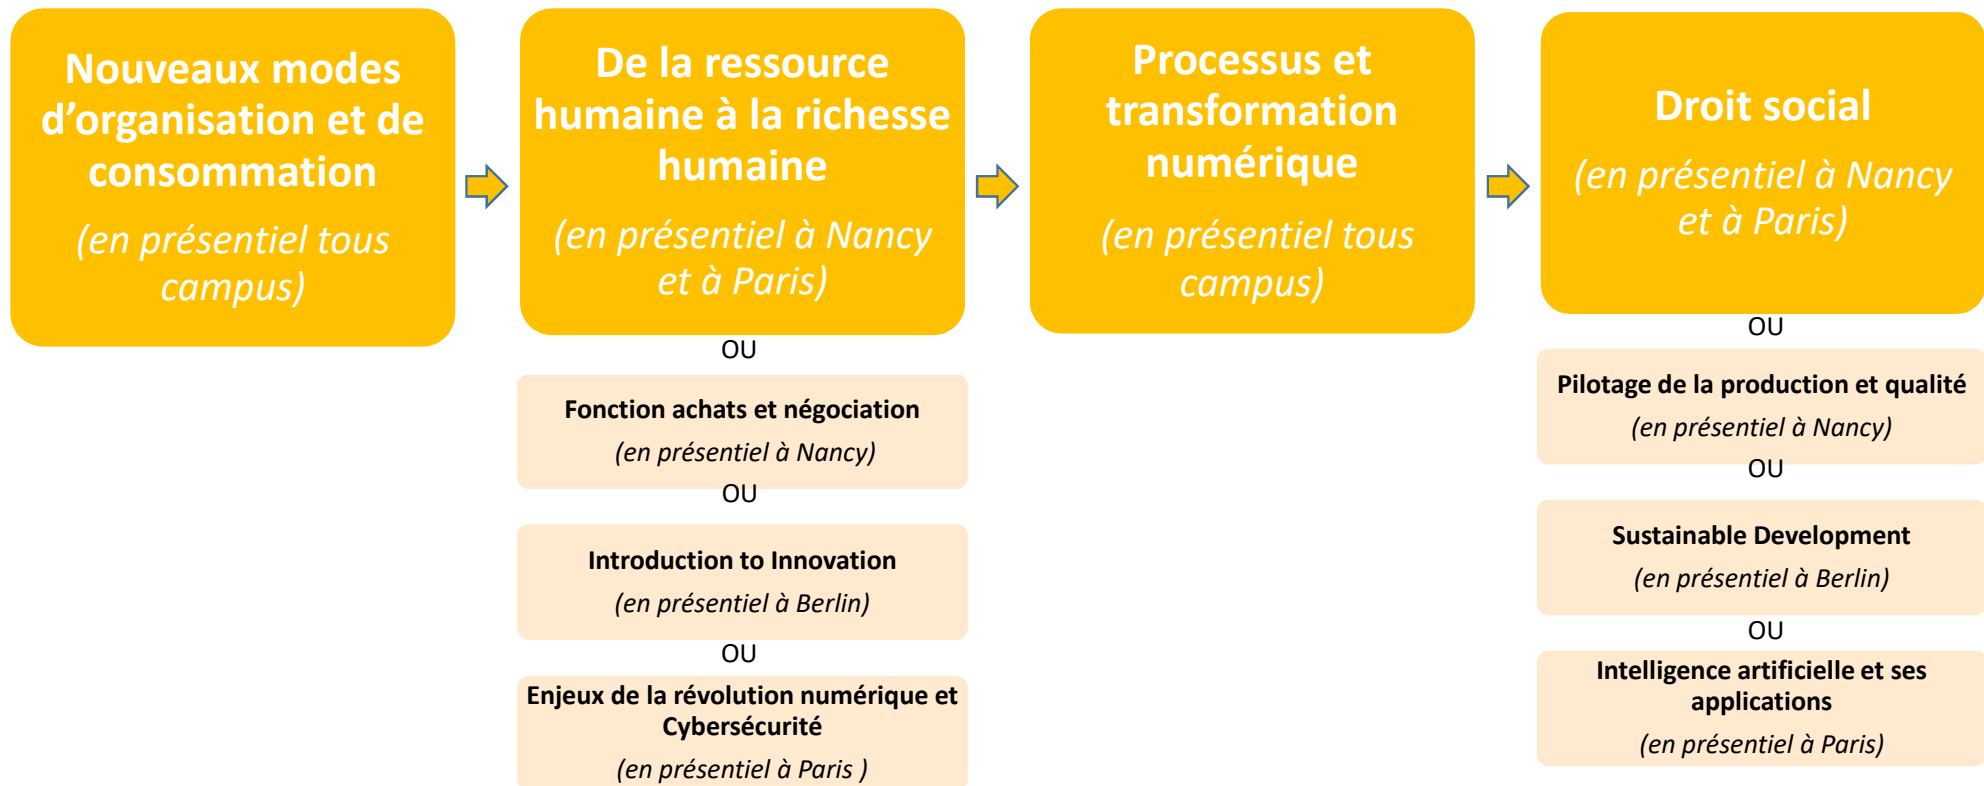 Nouveaux modes
d’organisation et de
consommation
(en présentiel tous
campus)
De la ressource
humaine à la richesse
humaine
(en présentiel à Nancy
et à Paris)
OU
Fonction achats et négociation
(en présentiel à Nancy)
OU
Introduction to Innovation
(en présentiel à Berlin)
OU
Enjeux de la révolution numérique et
Cybersécurité
(en présentiel à Paris )
Processus et
transformation
numérique
(en présentiel tous
campus)
Droit social
(en présentiel à Nancy
et à Paris)
OU
Pilotage de la production et qualité
(en présentiel à Nancy)
OU
Sustainable Development
(en présentiel à Berlin)
OU
Intelligence artificielle et ses
applications
(en présentiel à Paris)